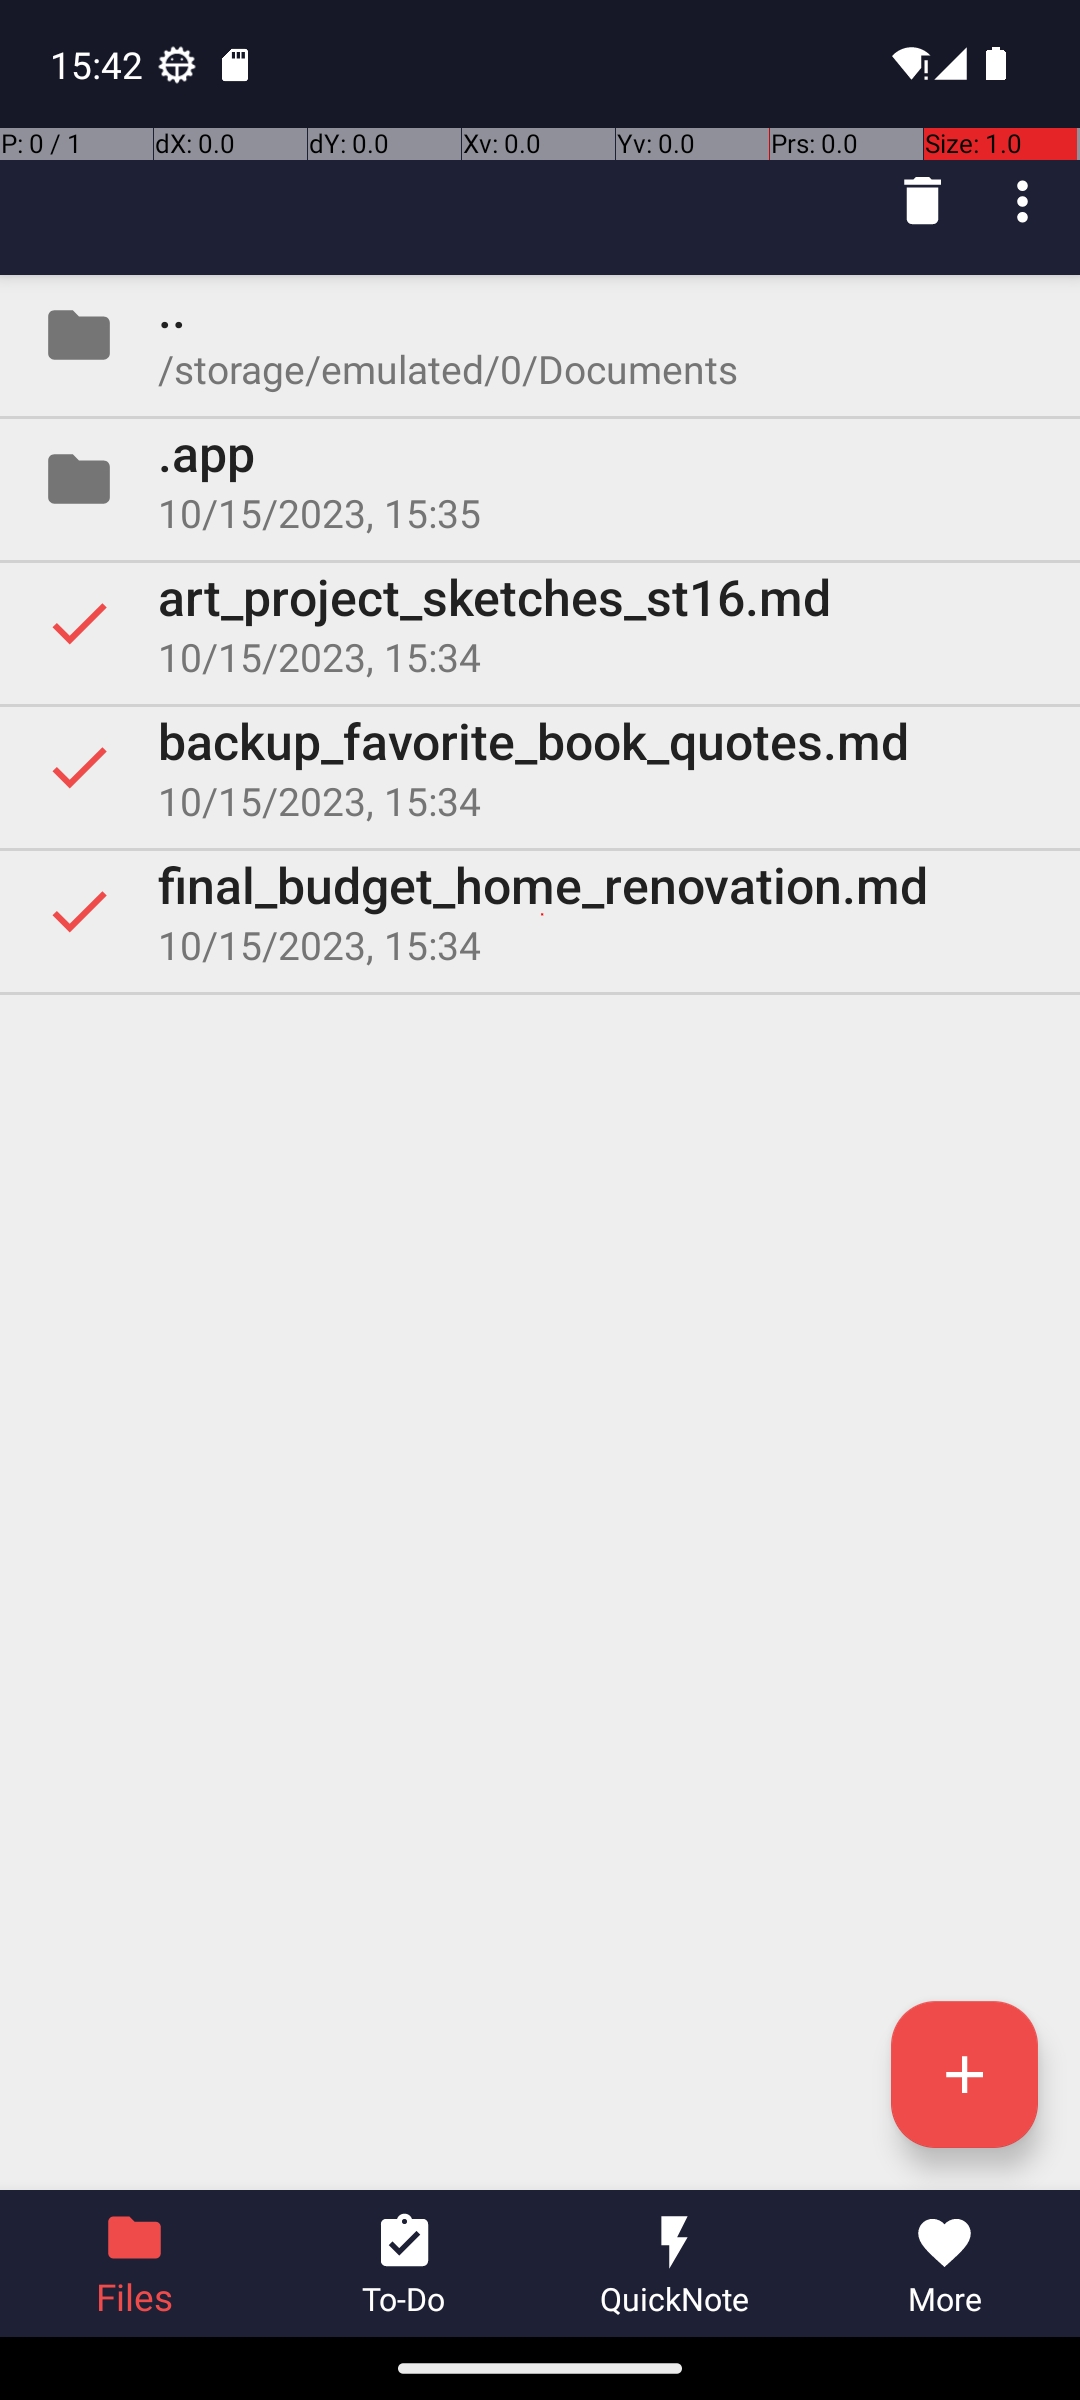 15:42
P: 0 / 1 dX: 0.0 dY: 0.0 Xv: 0.0 Yv: 0.0 Prs: 0.0 Size: 1.0
..
/storage/emulated/0/Documents
.app
10/15/2023, 15:35
art_project_sketches_st16.md
10/15/2023, 15:34
backup_favorite_book_quotes.md
10/15/2023, 15:34
final_budget_home_renovation.md
10/15/2023, 15:34
Files To-Do QuickNote More